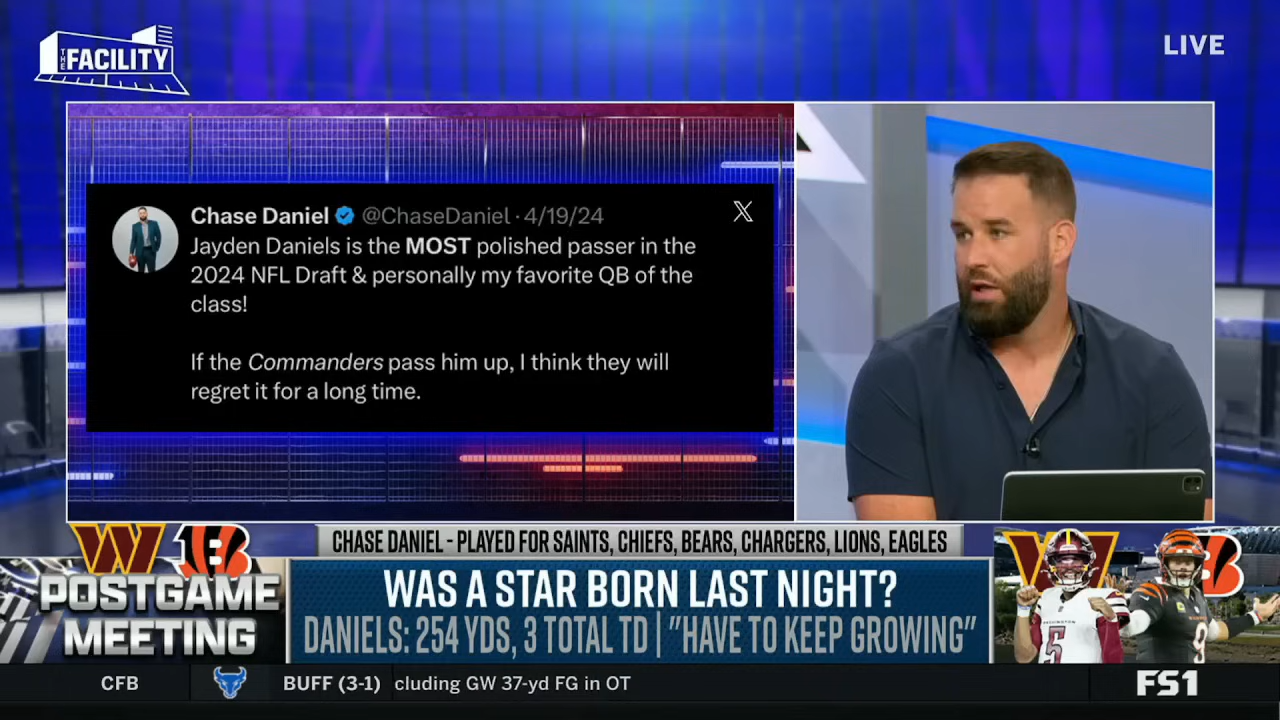 THE
FACILITY
LIVE
Chase Daniel @ChaseDaniel · 4/19/24
Jayden Daniels is the MOST polished passer in the
2024 NFL Draft & personally my favorite QB of the
class!
If the Commanders pass him up, I think they will
regret it for a long time.
CHASE DANIEL - PLAYED FOR SAINTS, CHIEFS, BEARS, CHARGERS, LIONS, EAGLES
W B
POSTGAME
MEETING
WAS A STAR BORN LAST NIGHT?
DANIELS: 254 YDS, 3 TOTAL TD | "HAVE TO KEEP GROWING"
5
9
CFB BUFF (3-1) cluding GW 37-yd FG in OT
FS1